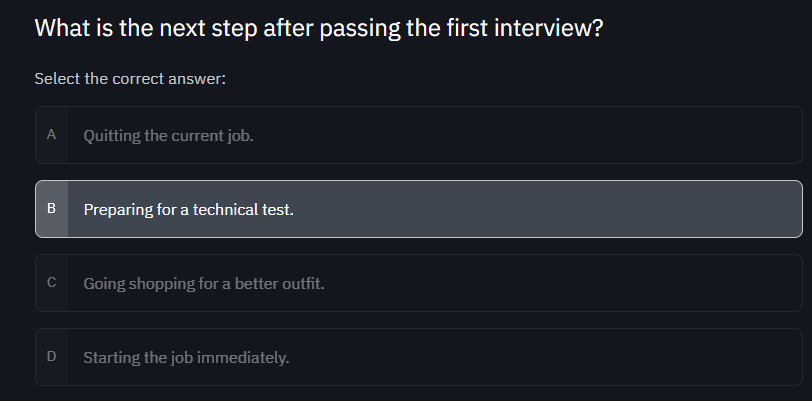 What is the next step after passing the first interview?
Select the correct answer:
A Quitting the current job.
B Preparing for a technical test.
C Going shopping for a better outfit.
D Starting the job immediately.